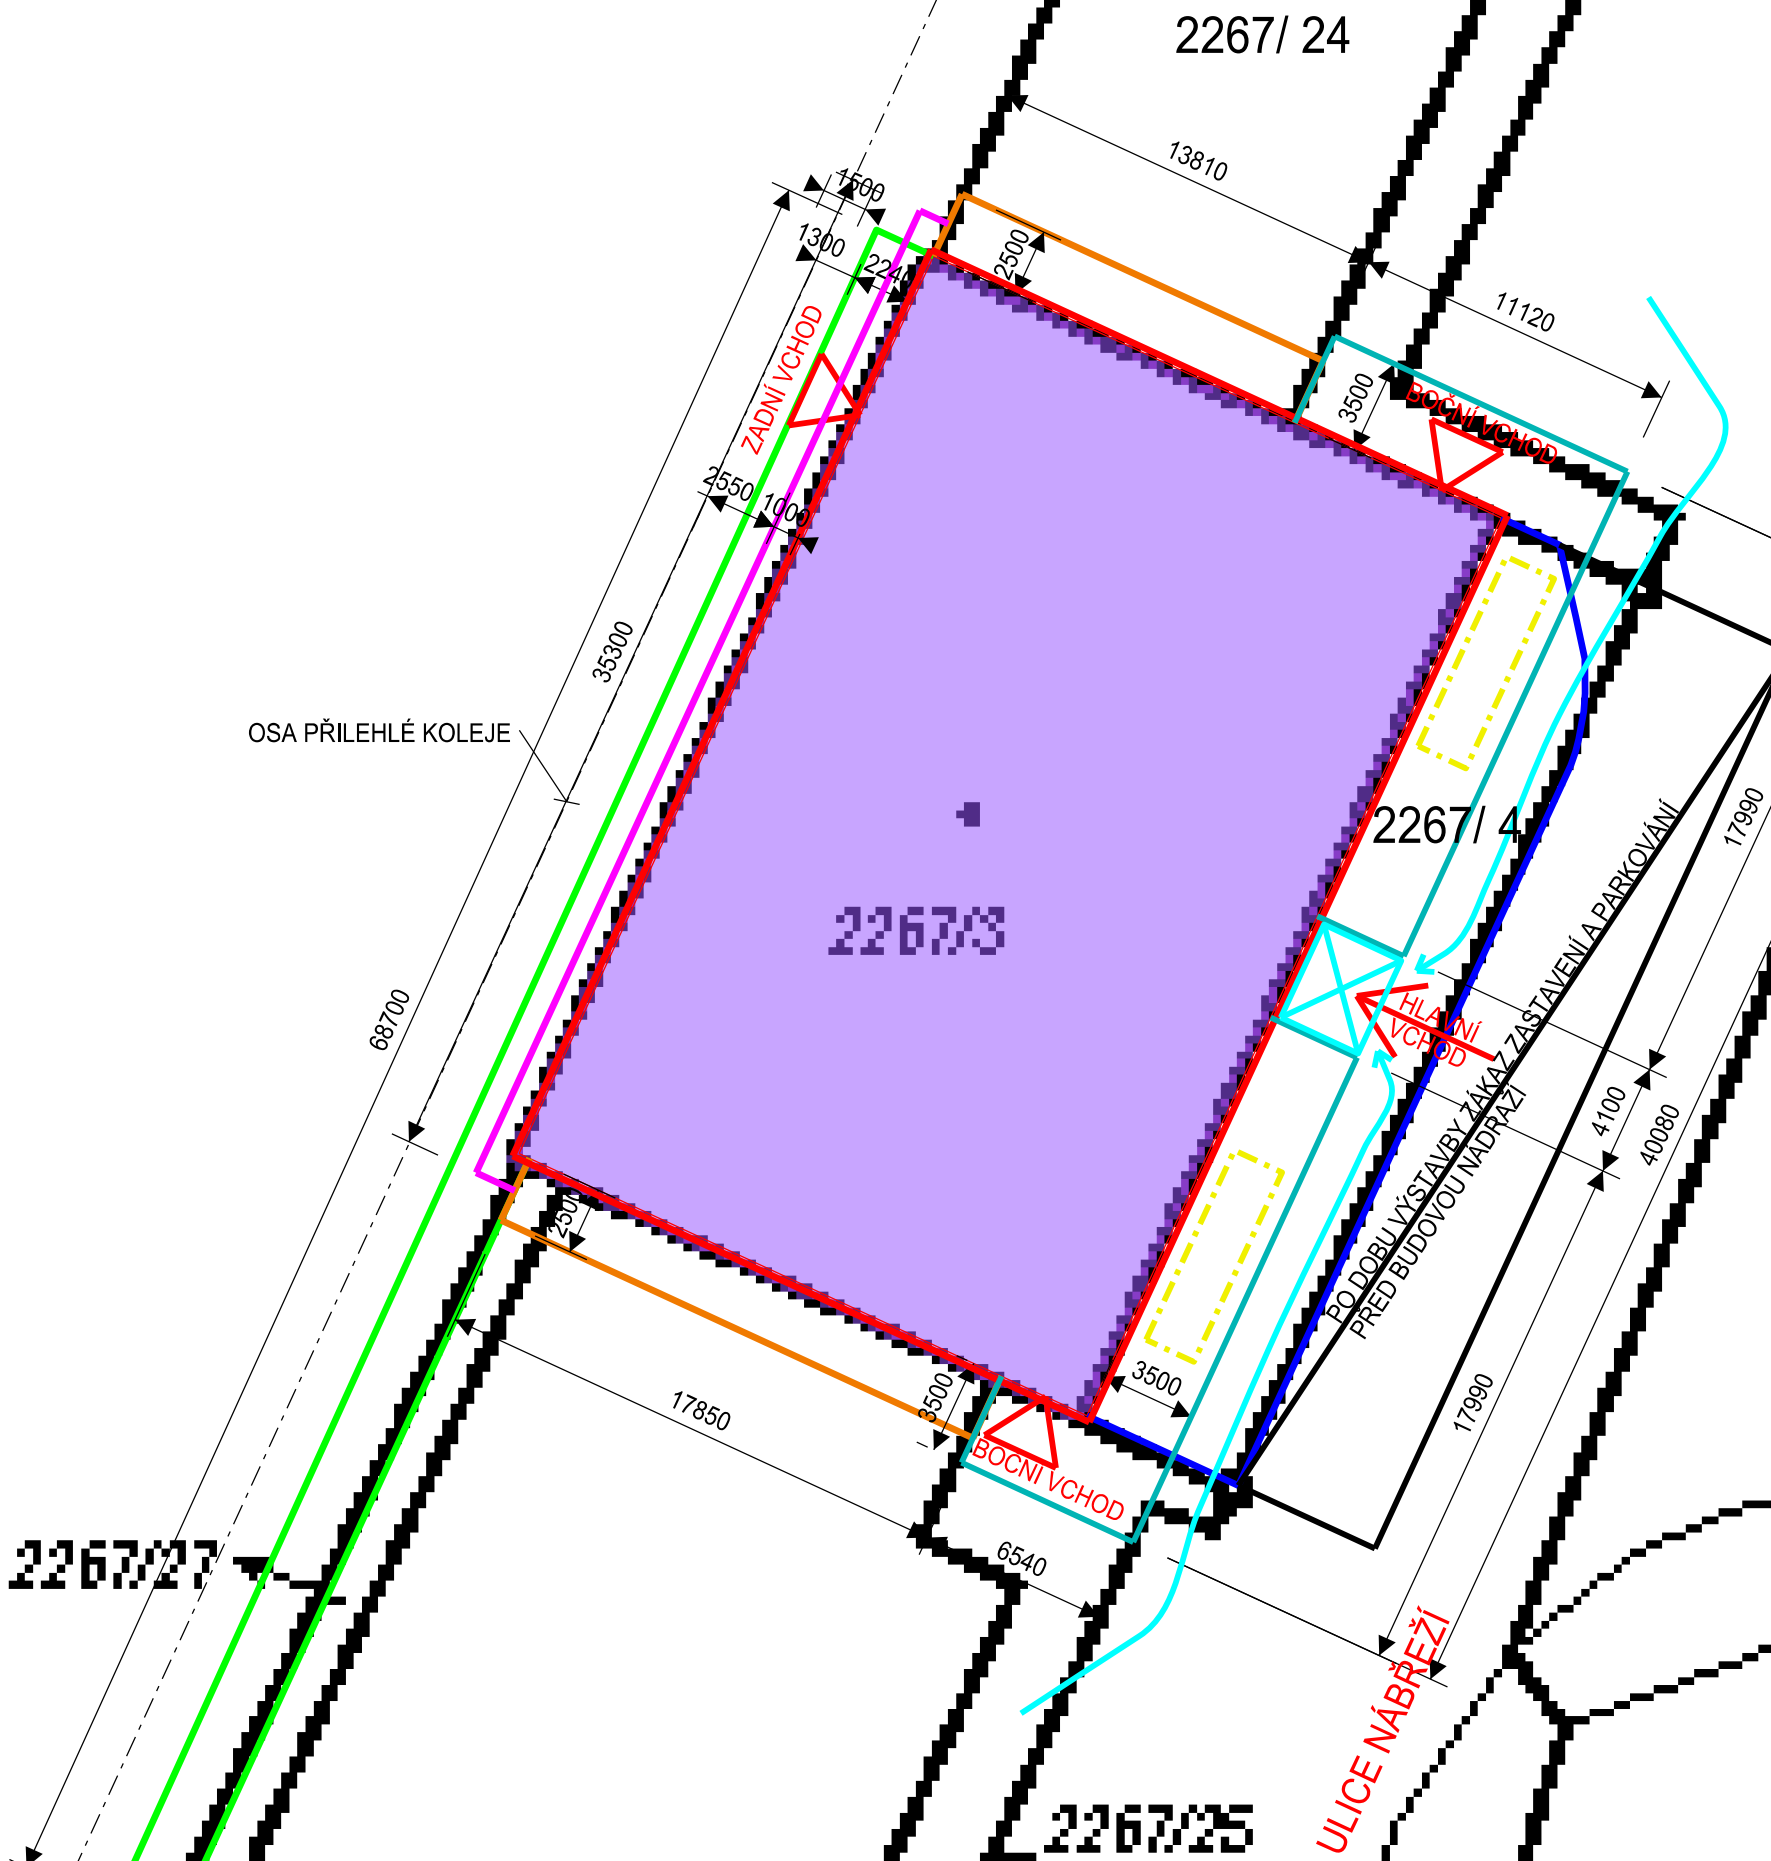 2267/ 24
13810
1500
1300
2240
2500
11120
ZADNÍ VCHOD
3500
BOČNÍ VCHOD
2550
1000
35300
OSA PŘILEHLÉ KOLEJE
2267/ 4
17990
2267/3
68700
HLAVNÍ
VCHOD
PO DOBU VÝSTAVBY ZÁKAZ ZASTAVENÍ A PARKOVÁNÍ
PŘED BUDOVOU NÁDRAŽÍ
4100
40080
2500
3500
17850
3500
17990
BOČNÍ VCHOD
2267/27
6540
ULICE NÁBŘEŽÍ
2267/25